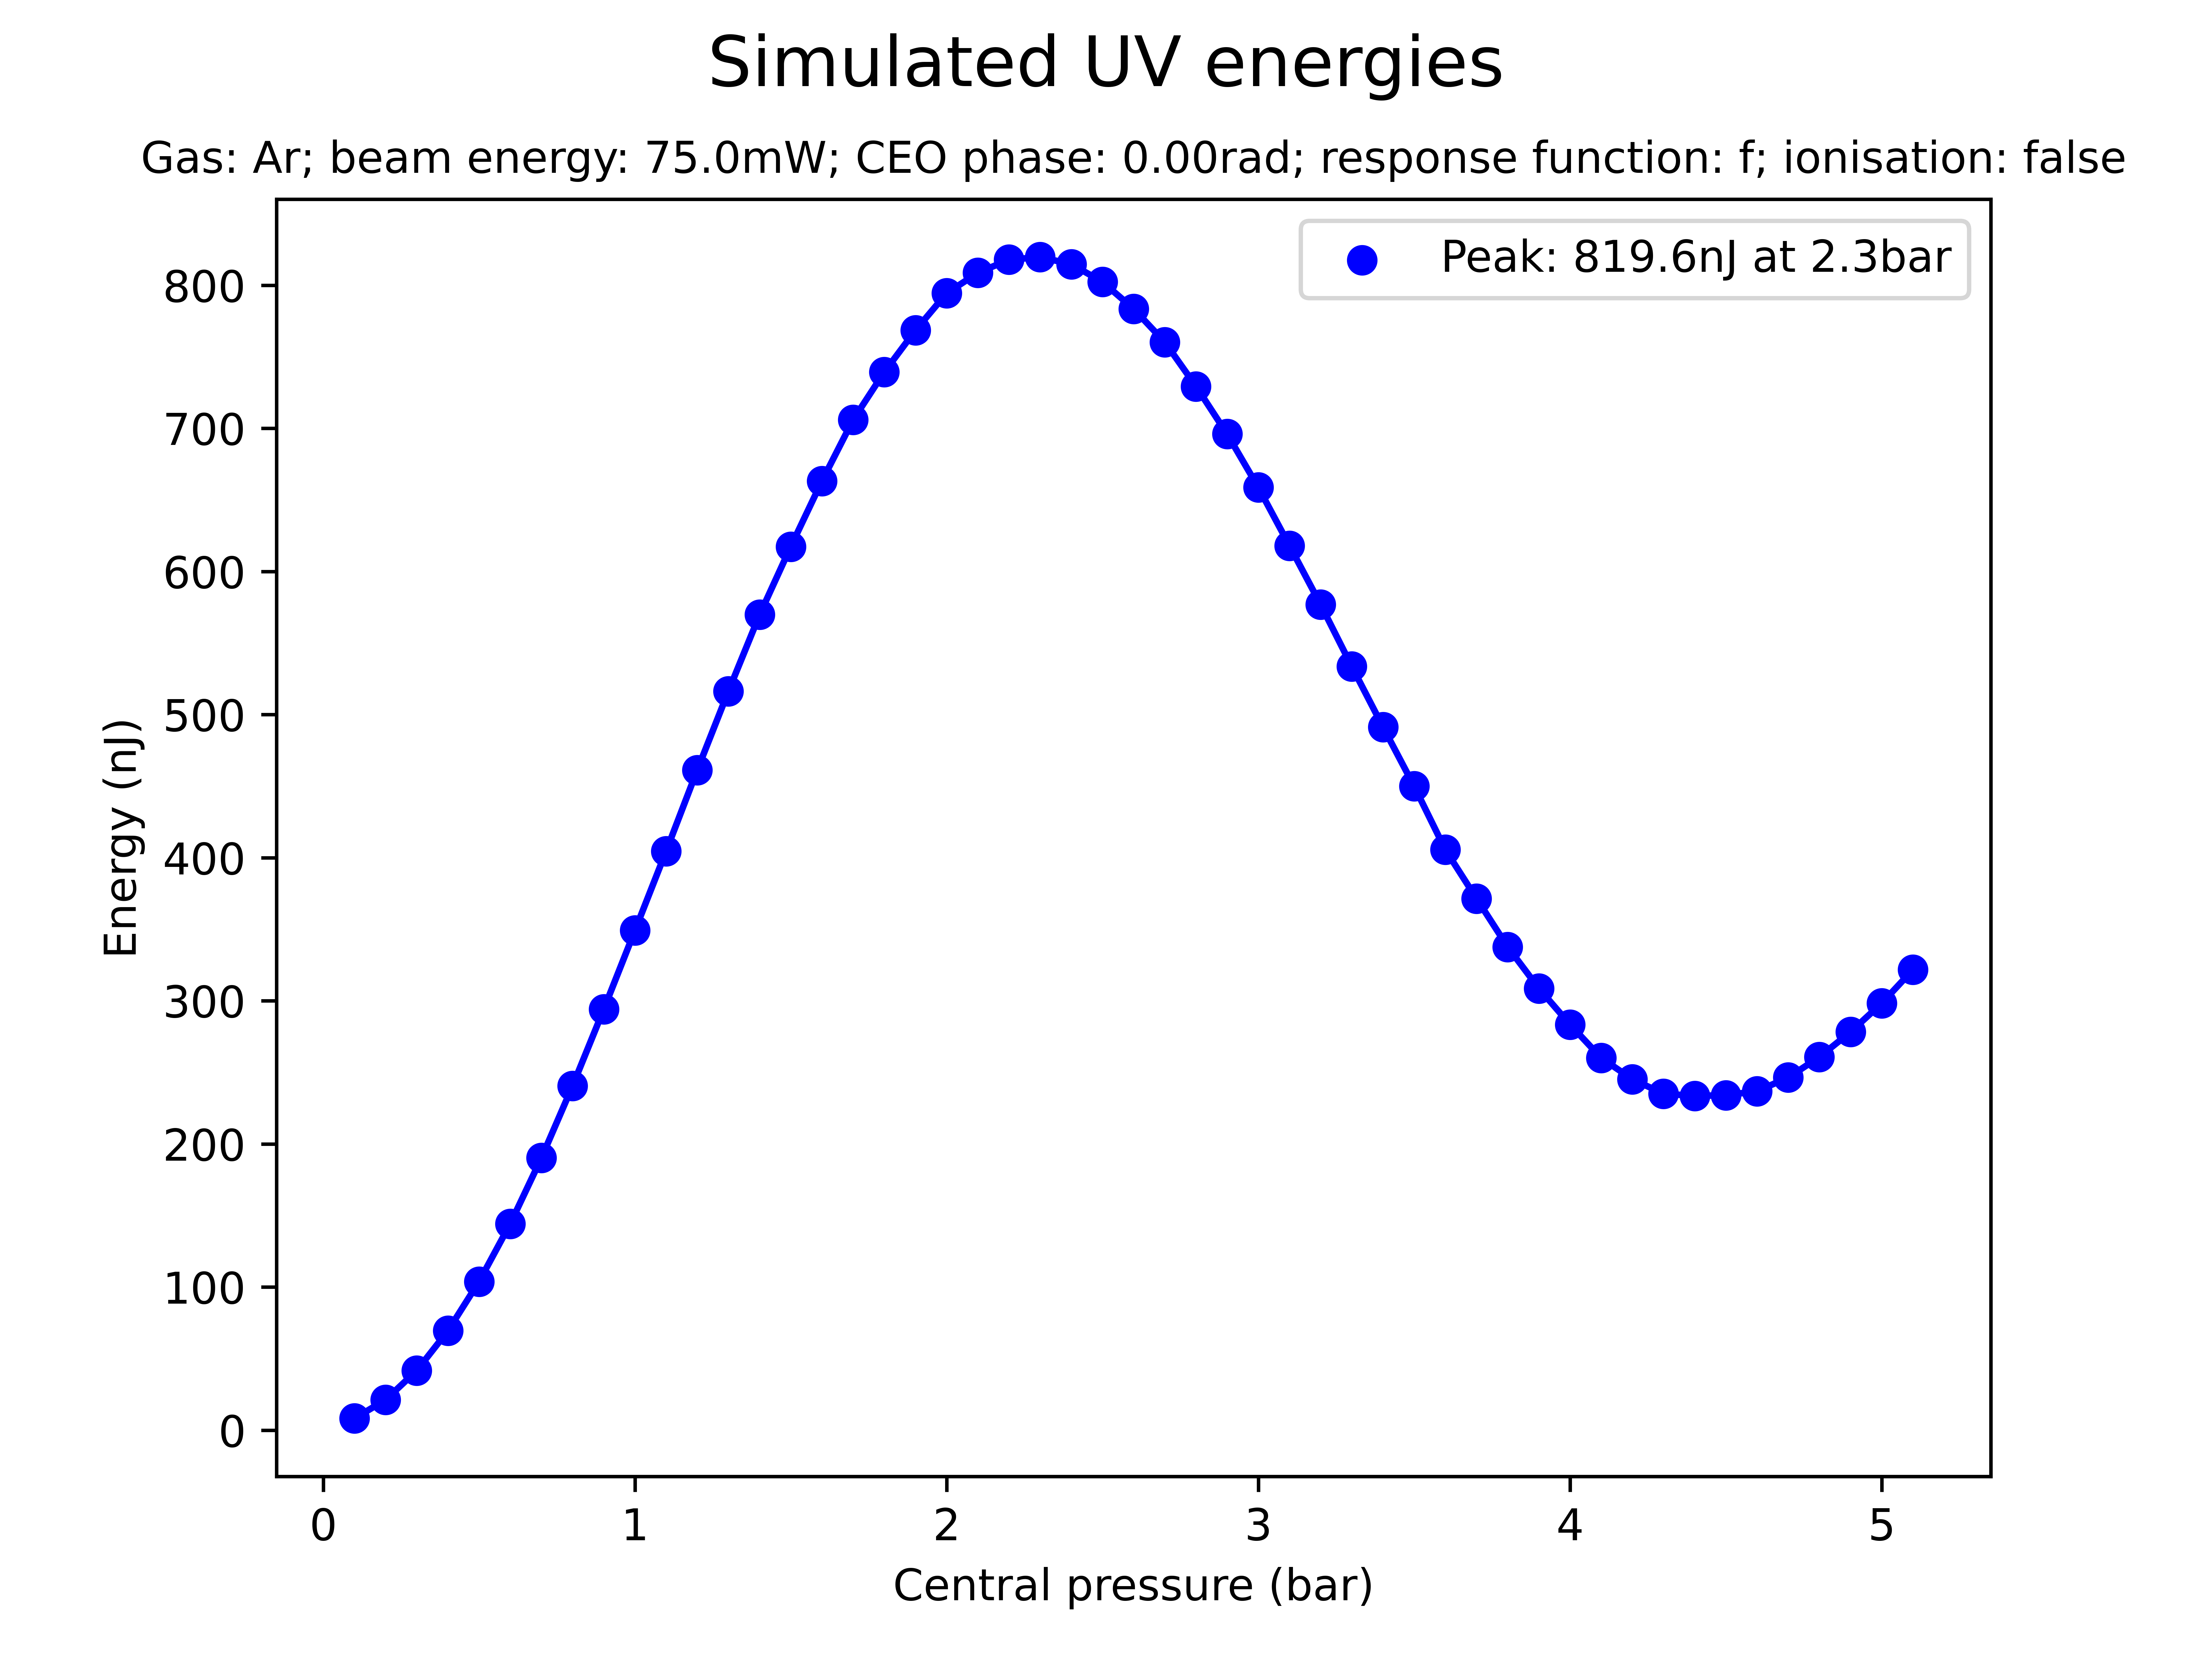 Simulated UV energies
Gas: Ar; beam energy: 75.0mW; CEO phase: 0.00rad; response function: f; ionisation: false
Peak: 819.6nJ at 2.3bar
800
700
600
500
400
300
200
100
0
Energy (nJ)
0 1 2 3 4 5
Central pressure (bar)